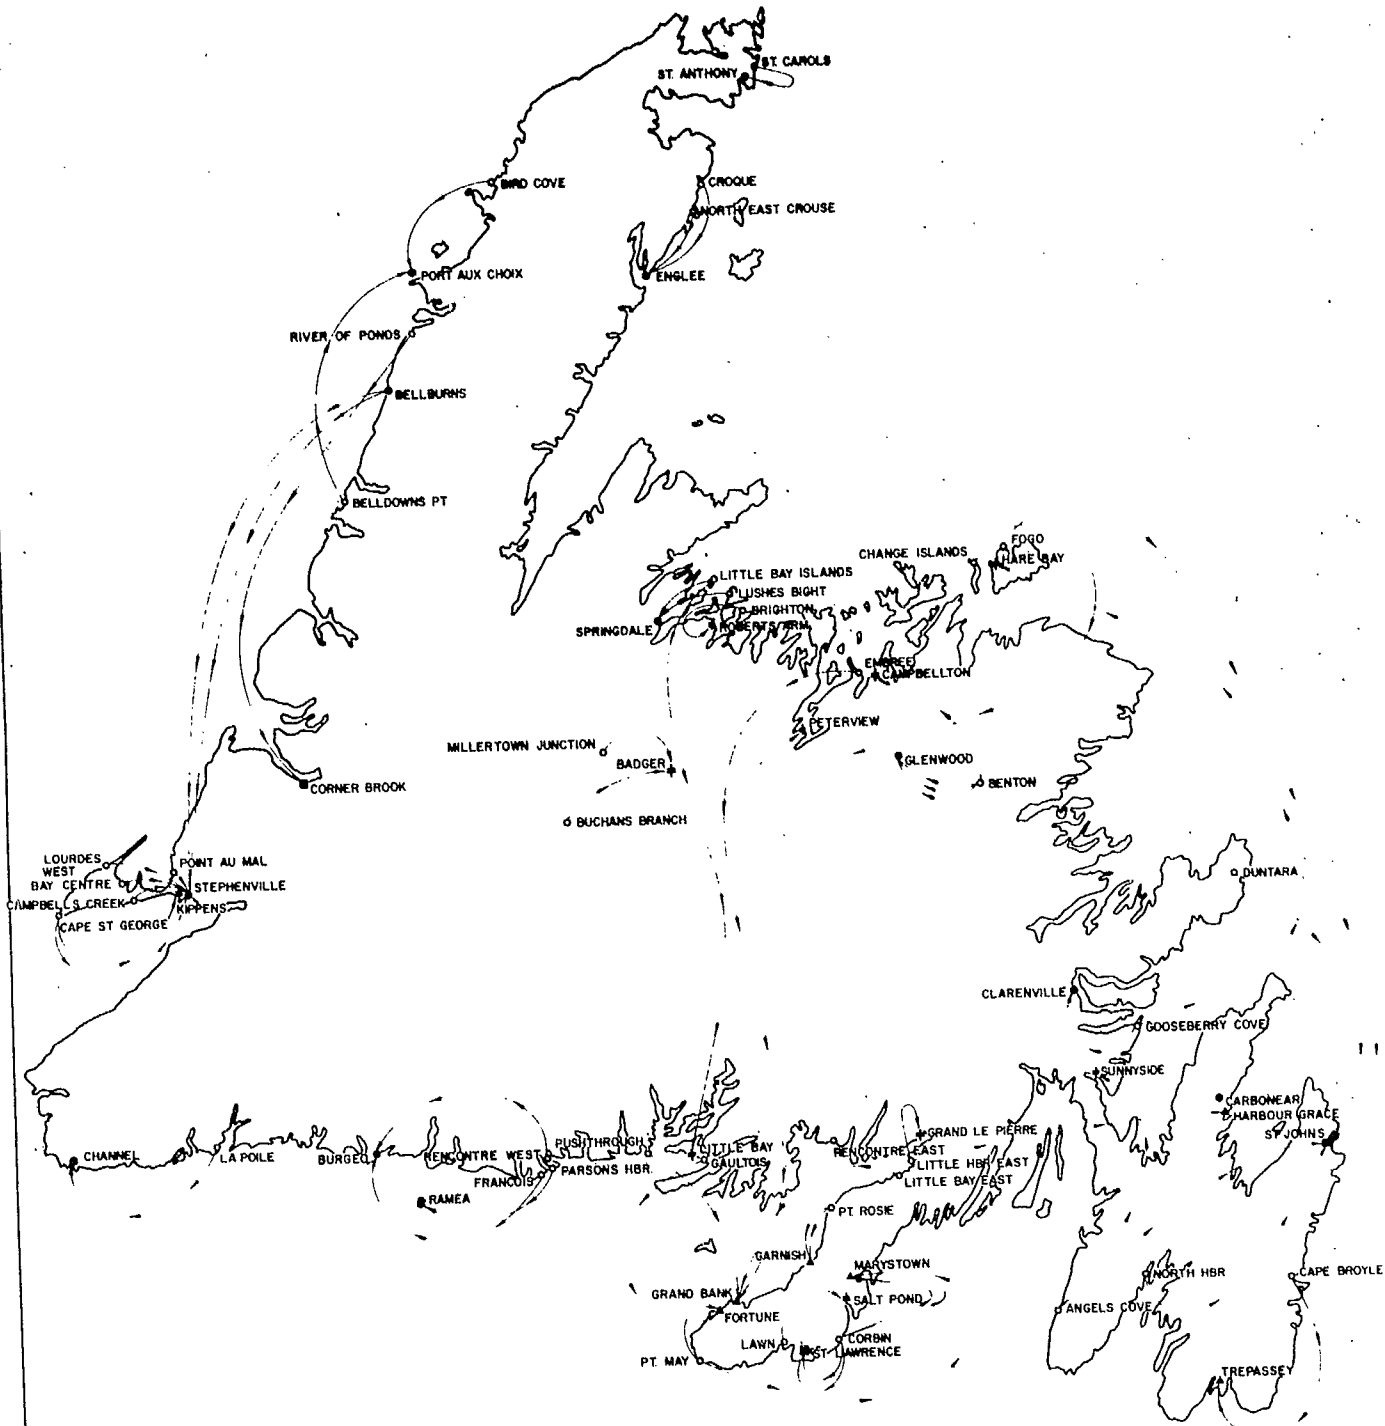 ST. CAROLS
ST. ANTHONY
BIRD COVE
CROQUE
NORTH EAST CROUSE
PORT AUX CHOIX
ENGLEE
RIVER OF PONDS
BELLBURNS
BELLDOWNS PT
FOGO
CHANGE ISLANDS
HARE BAY
LITTLE BAY ISLANDS
LUSHES BIGHT
BRIGHTON
SPRINGDALE
ROBERTS ARM
EMBREE
CAMPBELLTON
PETERVIEW
MILLERTOWN JUNCTION
BADGER
GLENWOOD
BENTON
CORNER BROOK
BUCHANS BRANCH
LOURDES
WEST
BAY CENTRE
POINT AU MAL
STEPHENVILLE
CAMPBELLS CREEK
KIPPENS
CAPE ST GEORGE
DUNTARA
CLARENVILLE
GOOSEBERRY COVE
SUNNYSIDE
CARBONEAR
HARBOUR GRACE
ST JOHNS
CHANNEL
LA POILE
BURGEO
RENCONTRE WEST
PUSHTHROUGH
PARSONS HBR.
FRANCOIS
RAMEA
LITTLE BAY
GAULTOIS
GRAND LE PIERRE
RENCONTRE EAST
LITTLE HBR EAST
LITTLE BAY EAST
PT. ROSIE
GARNISH
MARYSTOWN
GRAND BANK
SALT POND
FORTUNE
LAWN
CORBIN
ST LAWRENCE
PT. MAY
NORTH HBR
CAPE BROYLE
ANGELS COVE
TREPASSEY